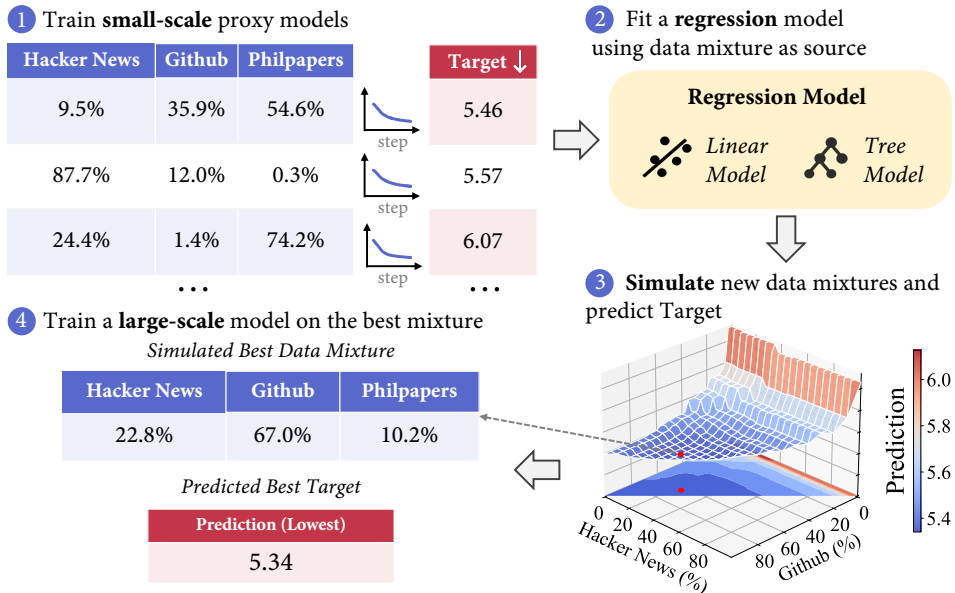 1 Train small-scale proxy models
Hacker News Github Philpapers Target ↓
9.5% 35.9% 54.6% 5.46
step
87.7% 12.0% 0.3% 5.57
step
24.4% 1.4% 74.2% 6.07
step
... ...
2 Fit a regression model
using data mixture as source
Regression Model
Linear
Model
Tree
Model
3 Simulate new data mixtures and
predict Target
6.0
5.8
5.6
5.4
Prediction
0 20 40 60 80
Hacker News (%)
80 60 40 20 0
Github (%)
4 Train a large-scale model on the best mixture
Simulated Best Data Mixture
Hacker News Github Philpapers
22.8% 67.0% 10.2%
Predicted Best Target
Prediction (Lowest)
5.34